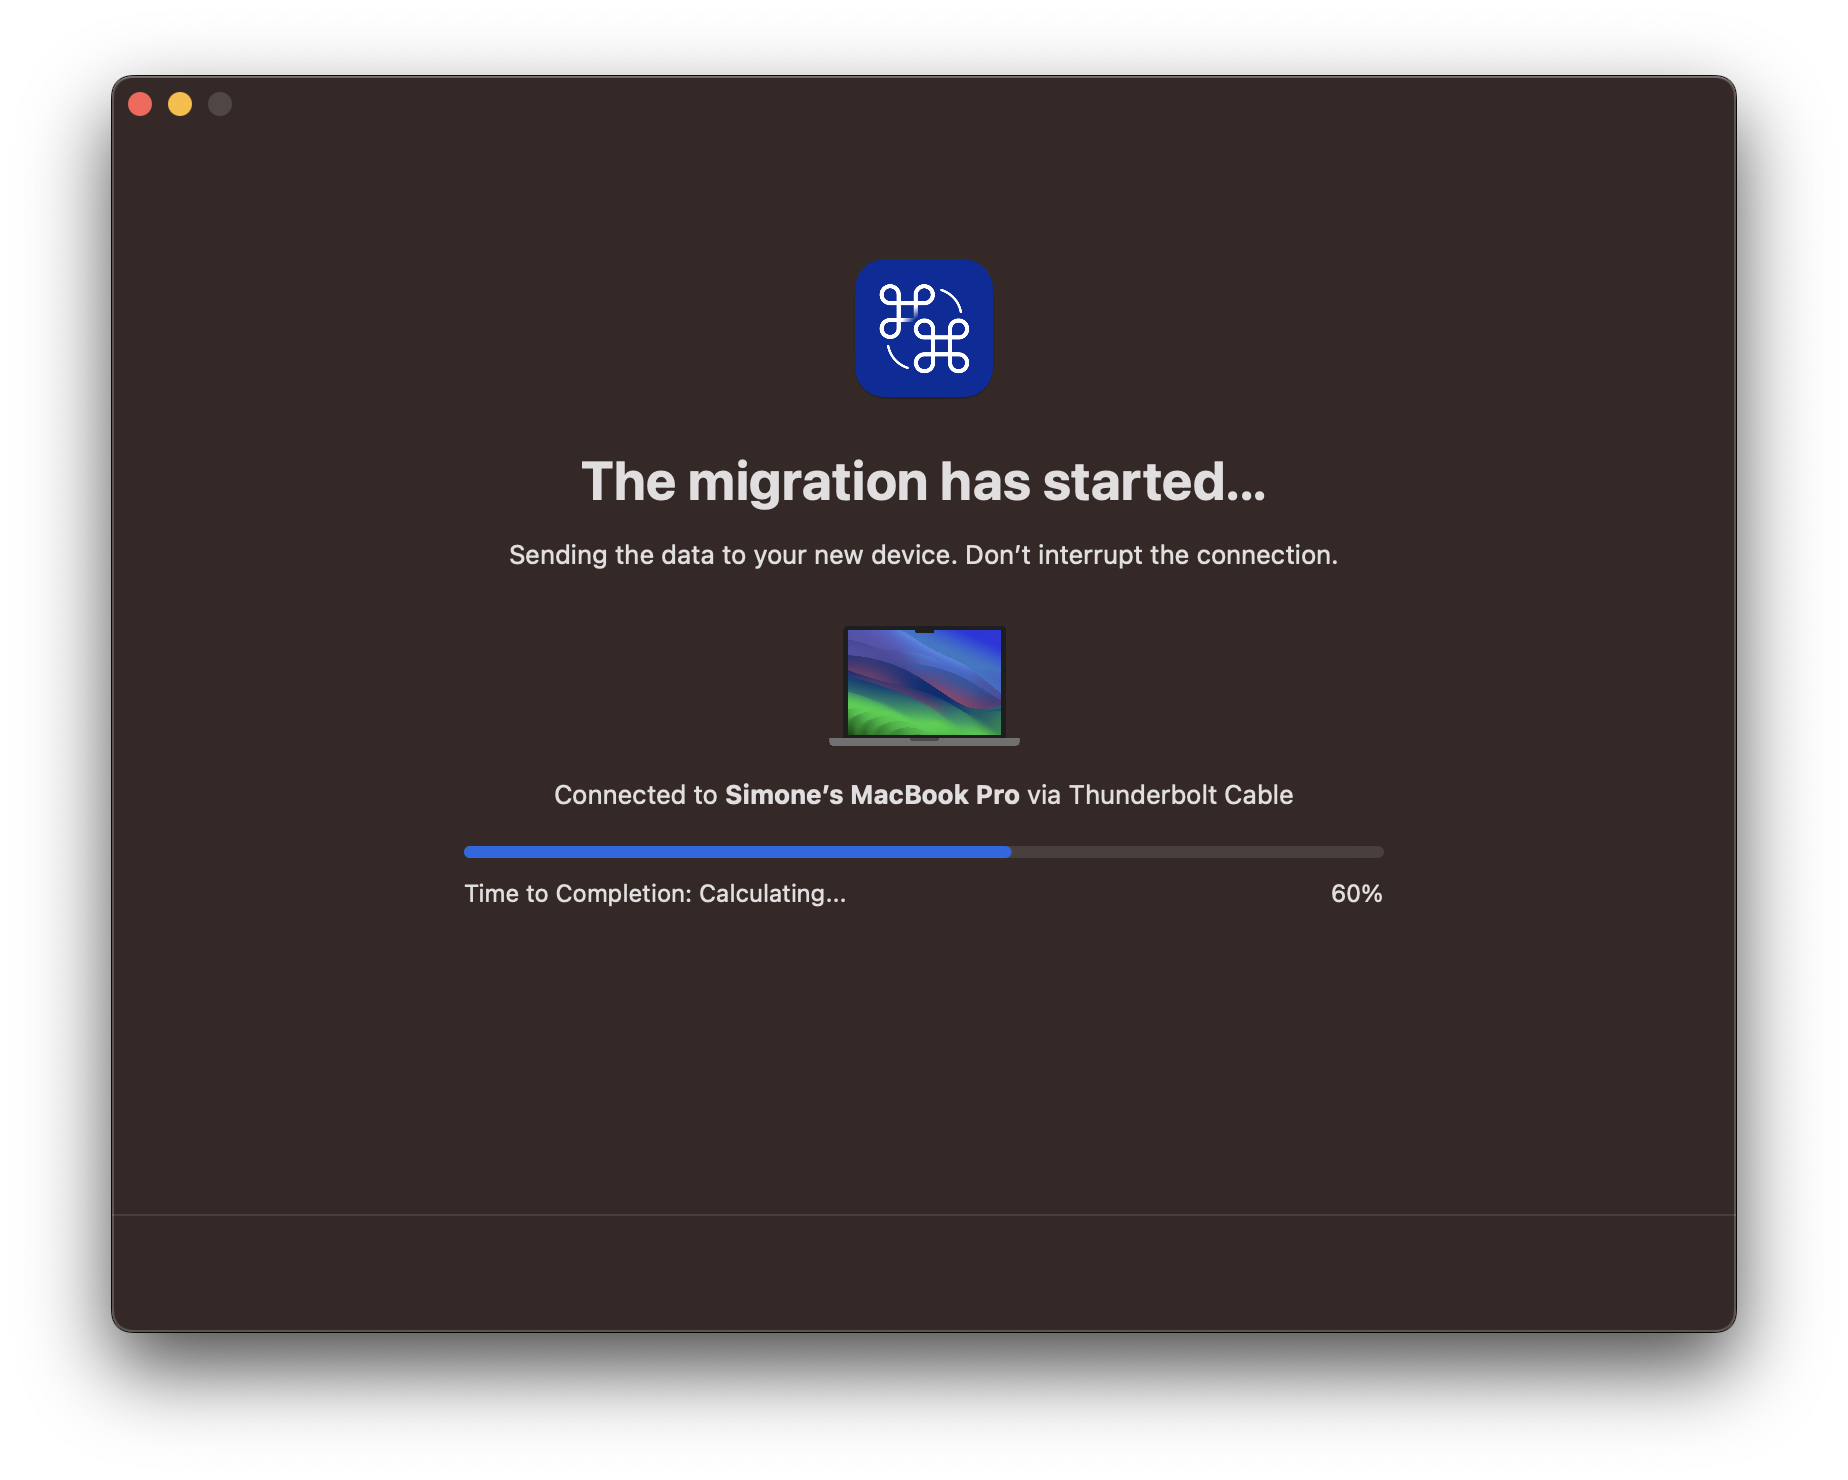 The migration has started...
Sending the data to your new device. Don’t interrupt the connection.
Connected to Simone’s MacBook Pro via Thunderbolt Cable
Time to Completion: Calculating... 60%